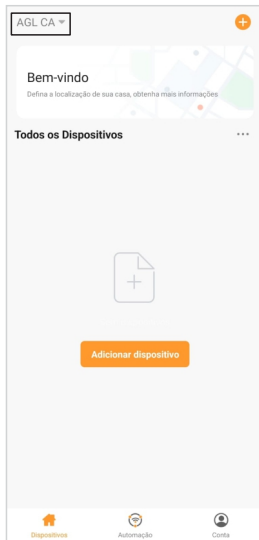 AGL CA
Bem-vindo
Defina a localização de sua casa, obtenha mais informações
Todos os Dispositivos
Adicionar dispositivo
Dispositivos
Automação
Conta